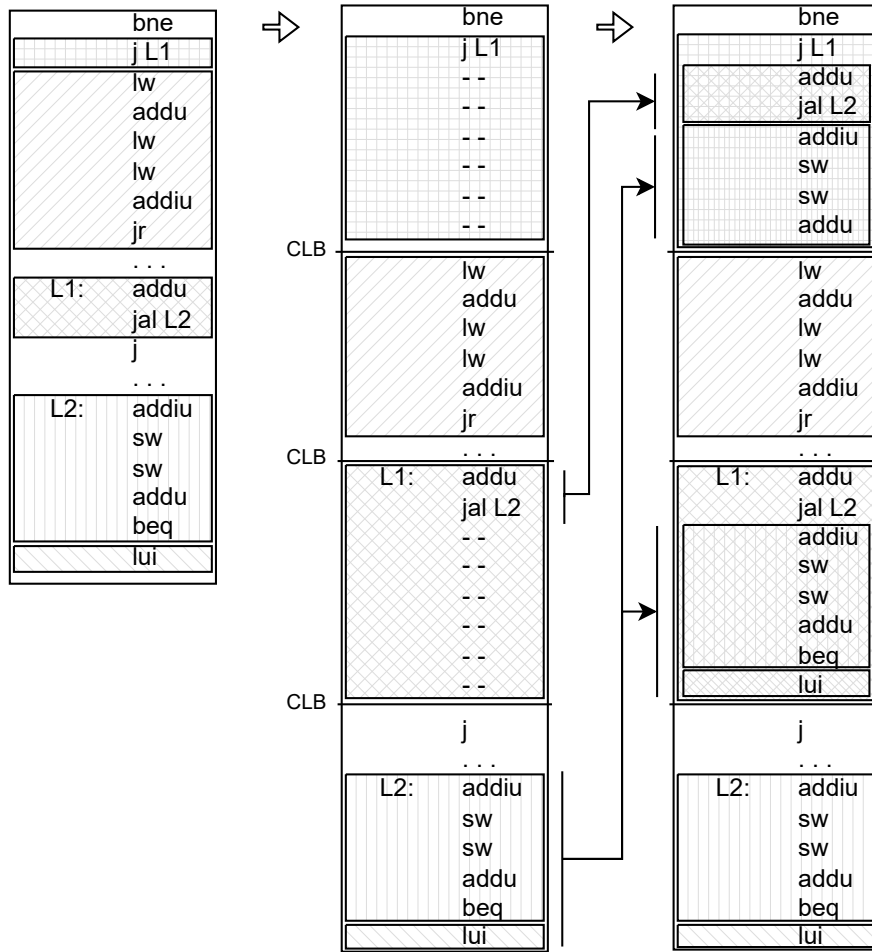 bne
j L1
lw
addu
lw
lw
addiu
jr
. . .
L1: addu
jal L2
j
. . .
L2: addiu
sw
sw
addu
beq
lui
bne
j L1
- -
- -
- -
- -
- -
- -
CLB
lw
addu
lw
lw
addiu
jr
. . .
CLB
L1: addu
jal L2
- -
- -
- -
- -
- -
- -
CLB
j
. . .
L2: addiu
sw
sw
addu
beq
lui
bne
j L1
addu
jal L2
addiu
sw
sw
addu
lw
addu
lw
lw
addiu
jr
. . .
L1: addu
jal L2
addiu
sw
sw
addu
beq
lui
j
. . .
L2: addiu
sw
sw
addu
beq
lui